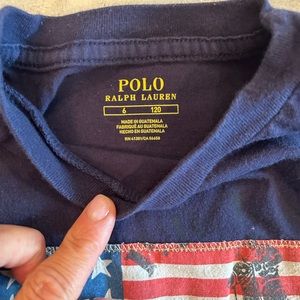 POLO
RALPH LAUREN
6 120
MADE IN GUATEMALA
FABRIQUÉ AU GUATEMALA
HECHO EN GUATEMALA